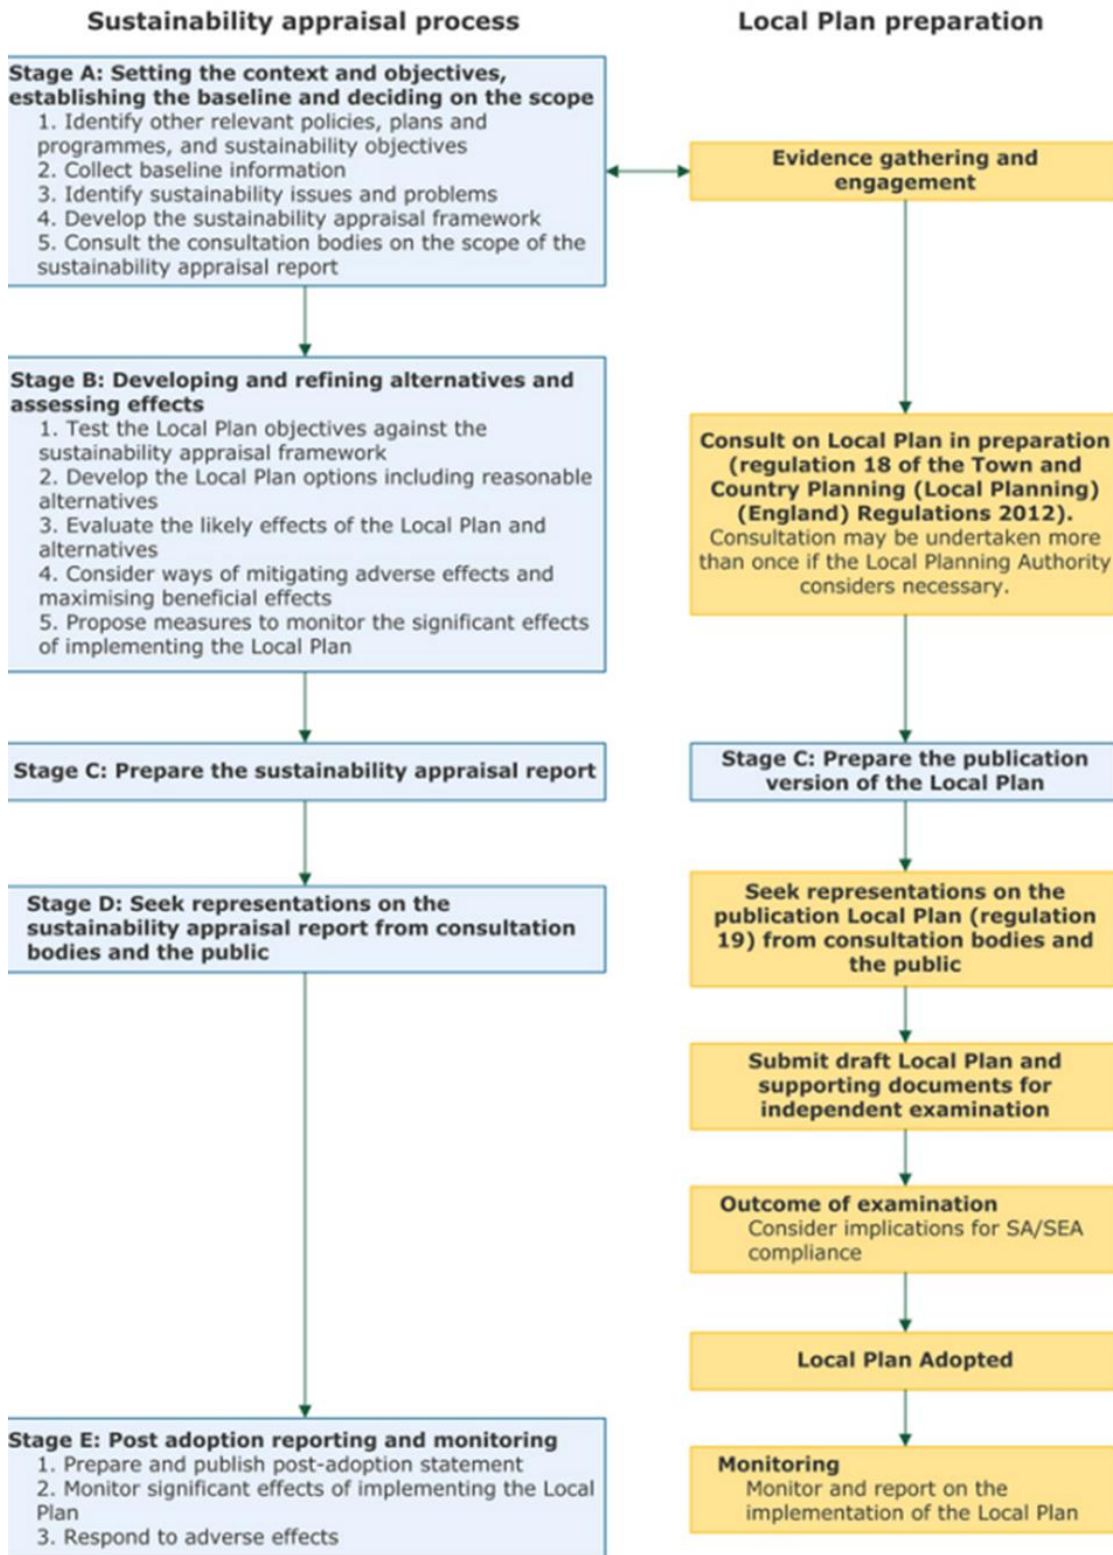 Sustainability appraisal process
Local Plan preparation
Stage A: Setting the context and objectives,
establishing the baseline and deciding on the scope
1. Identify other relevant policies, plans and
programmes, and sustainability objectives
2. Collect baseline information
3. Identify sustainability issues and problems
4. Develop the sustainability appraisal framework
5. Consult the consultation bodies on the scope of the
sustainability appraisal report
Evidence gathering and
engagement
Stage B: Developing and refining alternatives and
assessing effects
1. Test the Local Plan objectives against the
sustainability appraisal framework
2. Develop the Local Plan options including reasonable
alternatives
3. Evaluate the likely effects of the Local Plan and
alternatives
4. Consider ways of mitigating adverse effects and
maximising beneficial effects
5. Propose measures to monitor the significant effects
of implementing the Local Plan
Consult on Local Plan in preparation
(regulation 18 of the Town and
Country Planning (Local Planning)
(England) Regulations 2012).
Consultation may be undertaken more
than once if the Local Planning Authority
considers necessary.
Stage C: Prepare the sustainability appraisal report
Stage C: Prepare the publication
version of the Local Plan
Stage D: Seek representations on the
sustainability appraisal report from consultation
bodies and the public
Seek representations on the
publication Local Plan (regulation
19) from consultation bodies and
the public
Submit draft Local Plan and
supporting documents for
independent examination
Outcome of examination
Consider implications for SA/SEA
compliance
Local Plan Adopted
Stage E: Post adoption reporting and monitoring
1. Prepare and publish post-adoption statement
2. Monitor significant effects of implementing the Local
Plan
3. Respond to adverse effects
Monitoring
Monitor and report on the
implementation of the Local Plan